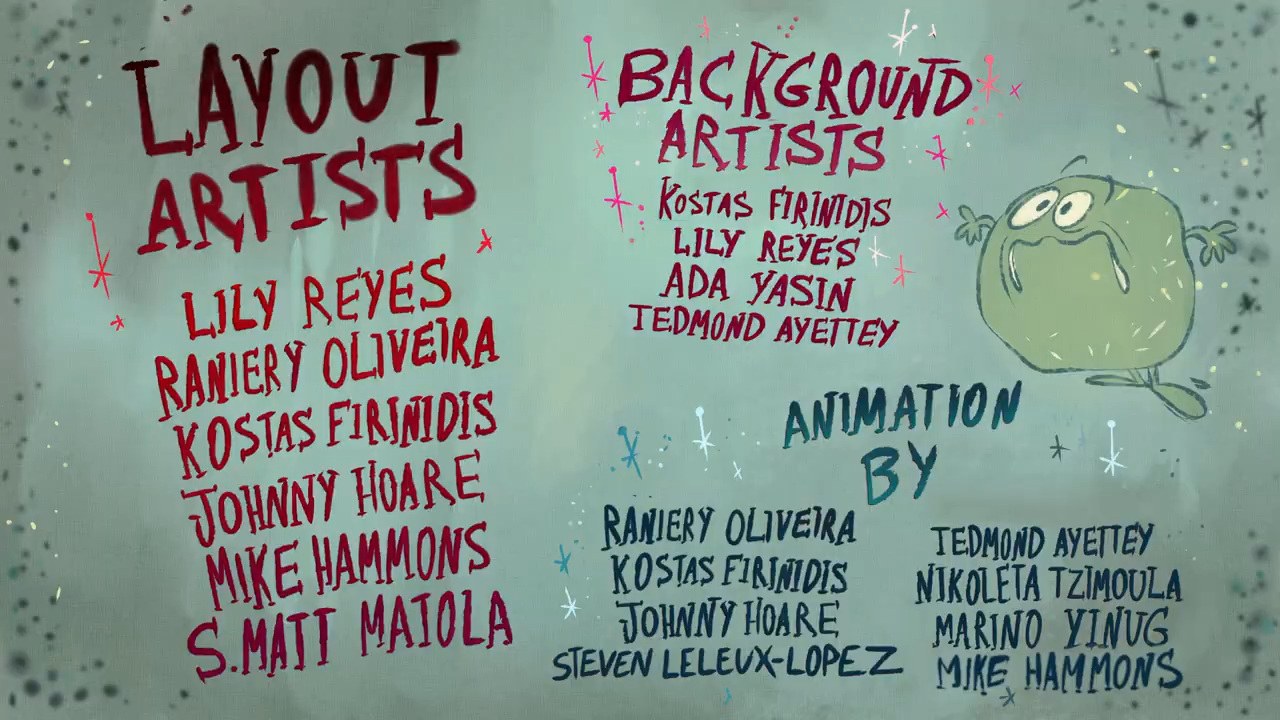 LAYOUT
ARTISTS
LILY REYES
RANIERY OLIVEIRA
KOSTAS FIRINIDIS
JOHNNY HOARE
MIKE HAMMONS
S. MATT MAIOLA
BACKGROUND
ARTISTS
KOSTAS FIRINIDIS
LILY REYES
ADA YASIN
TEDMOND AYETTEY
ANIMATION
BY
RANIERY OLIVEIRA
KOSTAS FIRINIDIS
JOHNNY HOARE
STEVEN LELEUX-LOPEZ
TEDMOND AYETTEY
NIKOLETA TZIMOULA
MARINO YINUG
MIKE HAMMONS